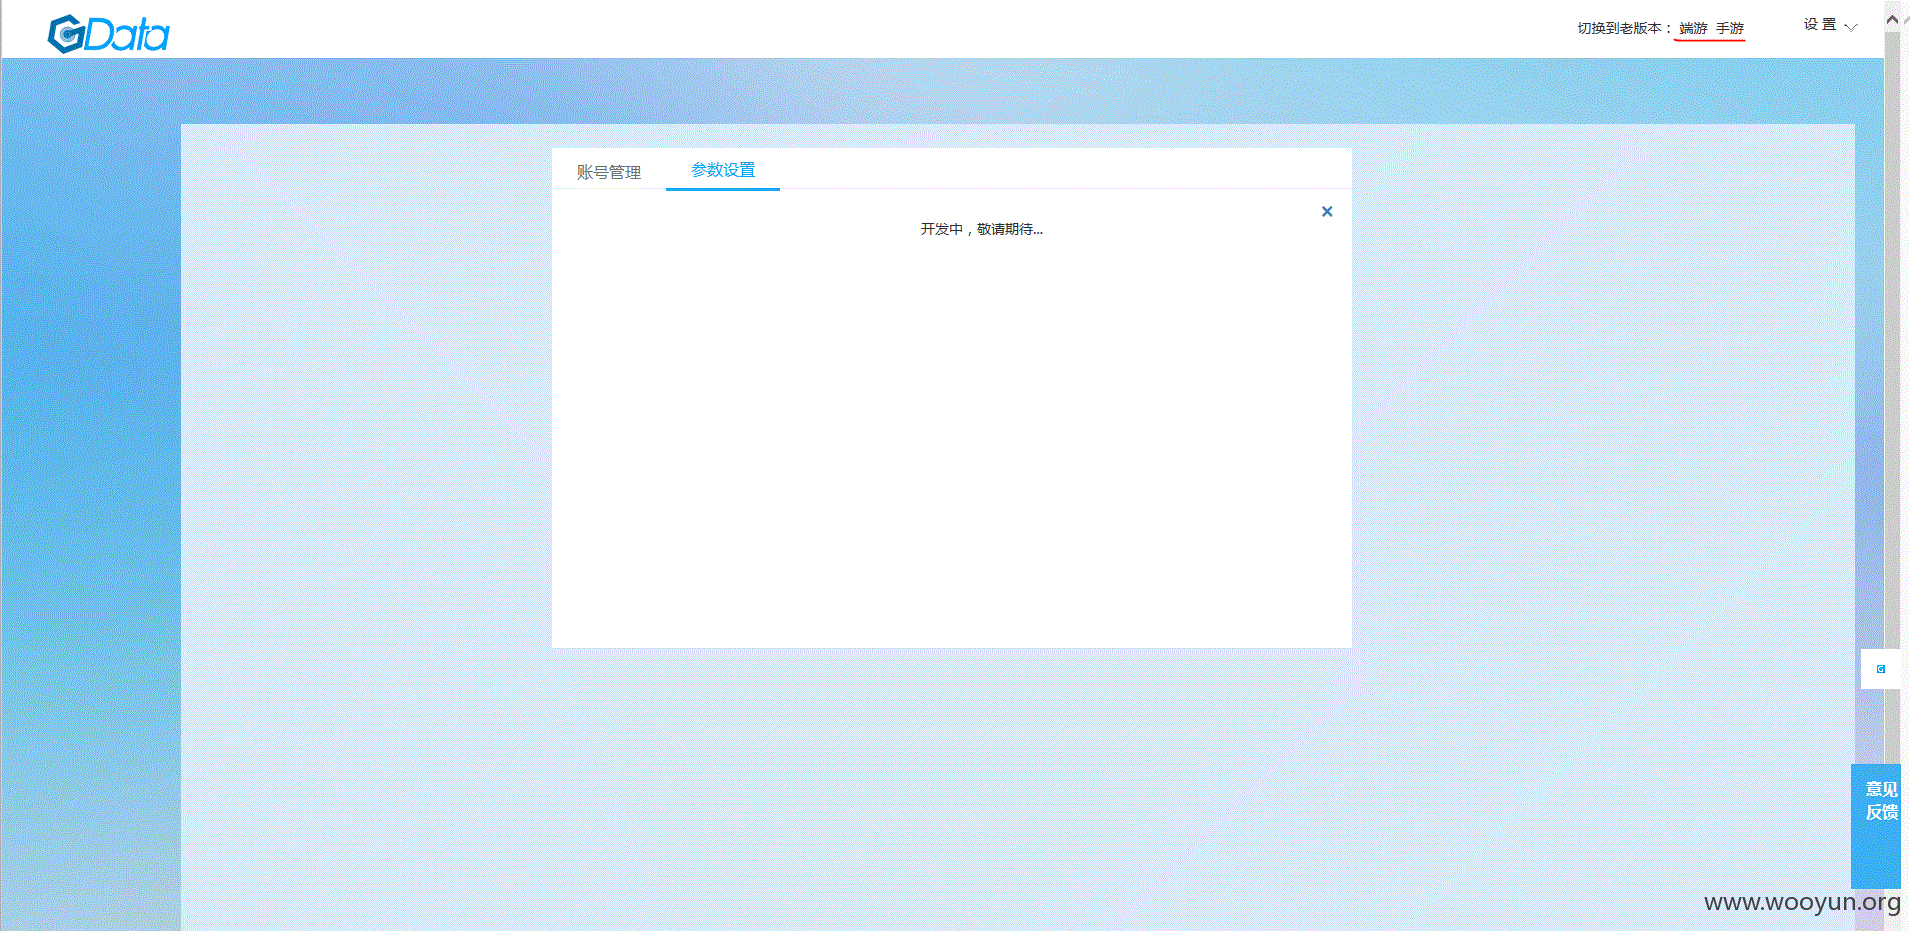 GData
切换到老版本： 端游 手游
设 置
账号管理
参数设置
开发中，敬请期待...
意见
反馈
www.wooyun.org